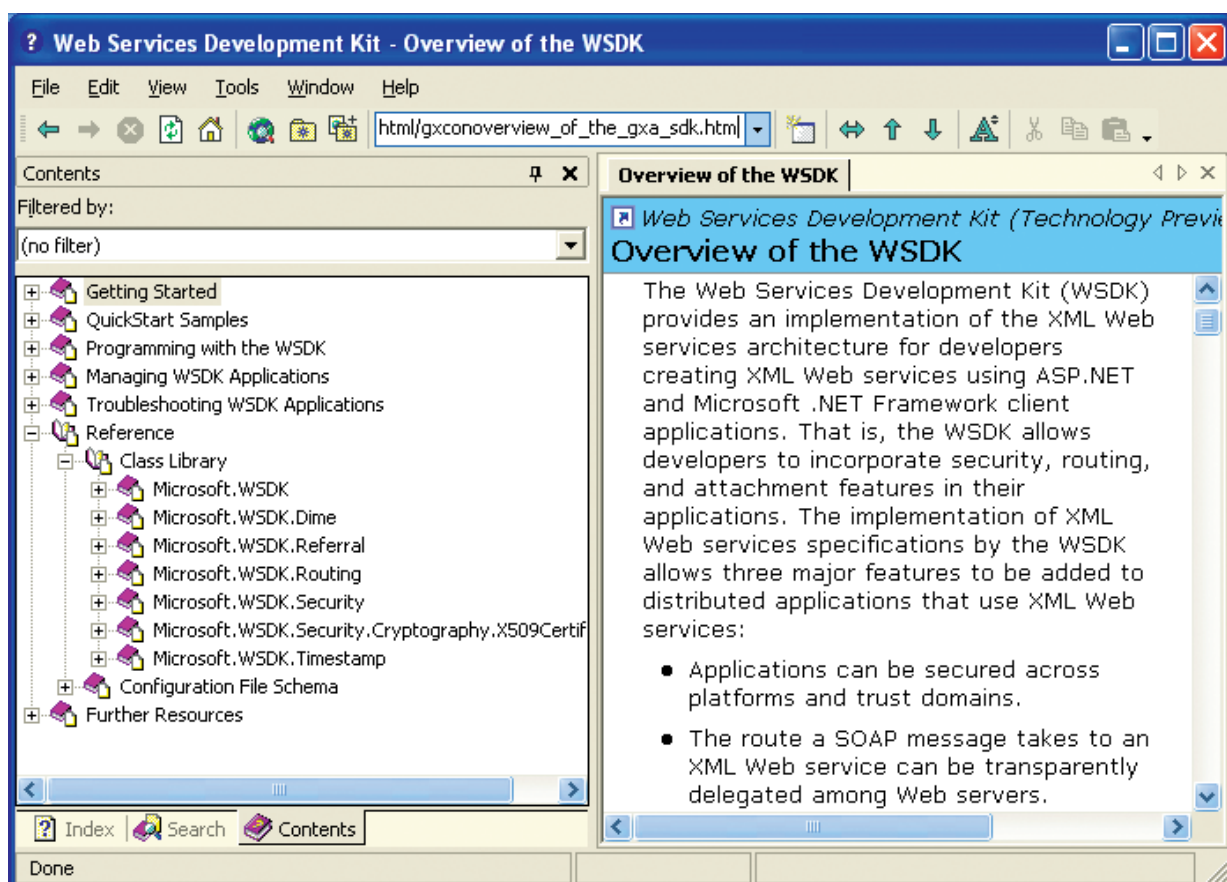 Web Services Development Kit - Overview of the WSDK
File Edit View Tools Window Help
html/gxconoverview_of_the_gxa_sdk.htm
Contents
Filtered by:
(no filter)
Getting Started
QuickStart Samples
Programming with the WSDK
Managing WSDK Applications
Troubleshooting WSDK Applications
Reference
Class Library
Microsoft.WSDK
Microsoft.WSDK.Dime
Microsoft.WSDK.Referral
Microsoft.WSDK.Routing
Microsoft.WSDK.Security
Microsoft.WSDK.Security.Cryptography.X509Certif
Microsoft.WSDK.Timestamp
Configuration File Schema
Further Resources
Index Search Contents
Overview of the WSDK
Web Services Development Kit (Technology Previe
Overview of the WSDK
The Web Services Development Kit (WSDK)
provides an implementation of the XML Web
services architecture for developers
creating XML Web services using ASP.NET
and Microsoft .NET Framework client
applications. That is, the WSDK allows
developers to incorporate security, routing,
and attachment features in their
applications. The implementation of XML
Web services specifications by the WSDK
allows three major features to be added to
distributed applications that use XML Web
services:
• Applications can be secured across
platforms and trust domains.
• The route a SOAP message takes to an
XML Web service can be transparently
delegated among Web servers.
Done